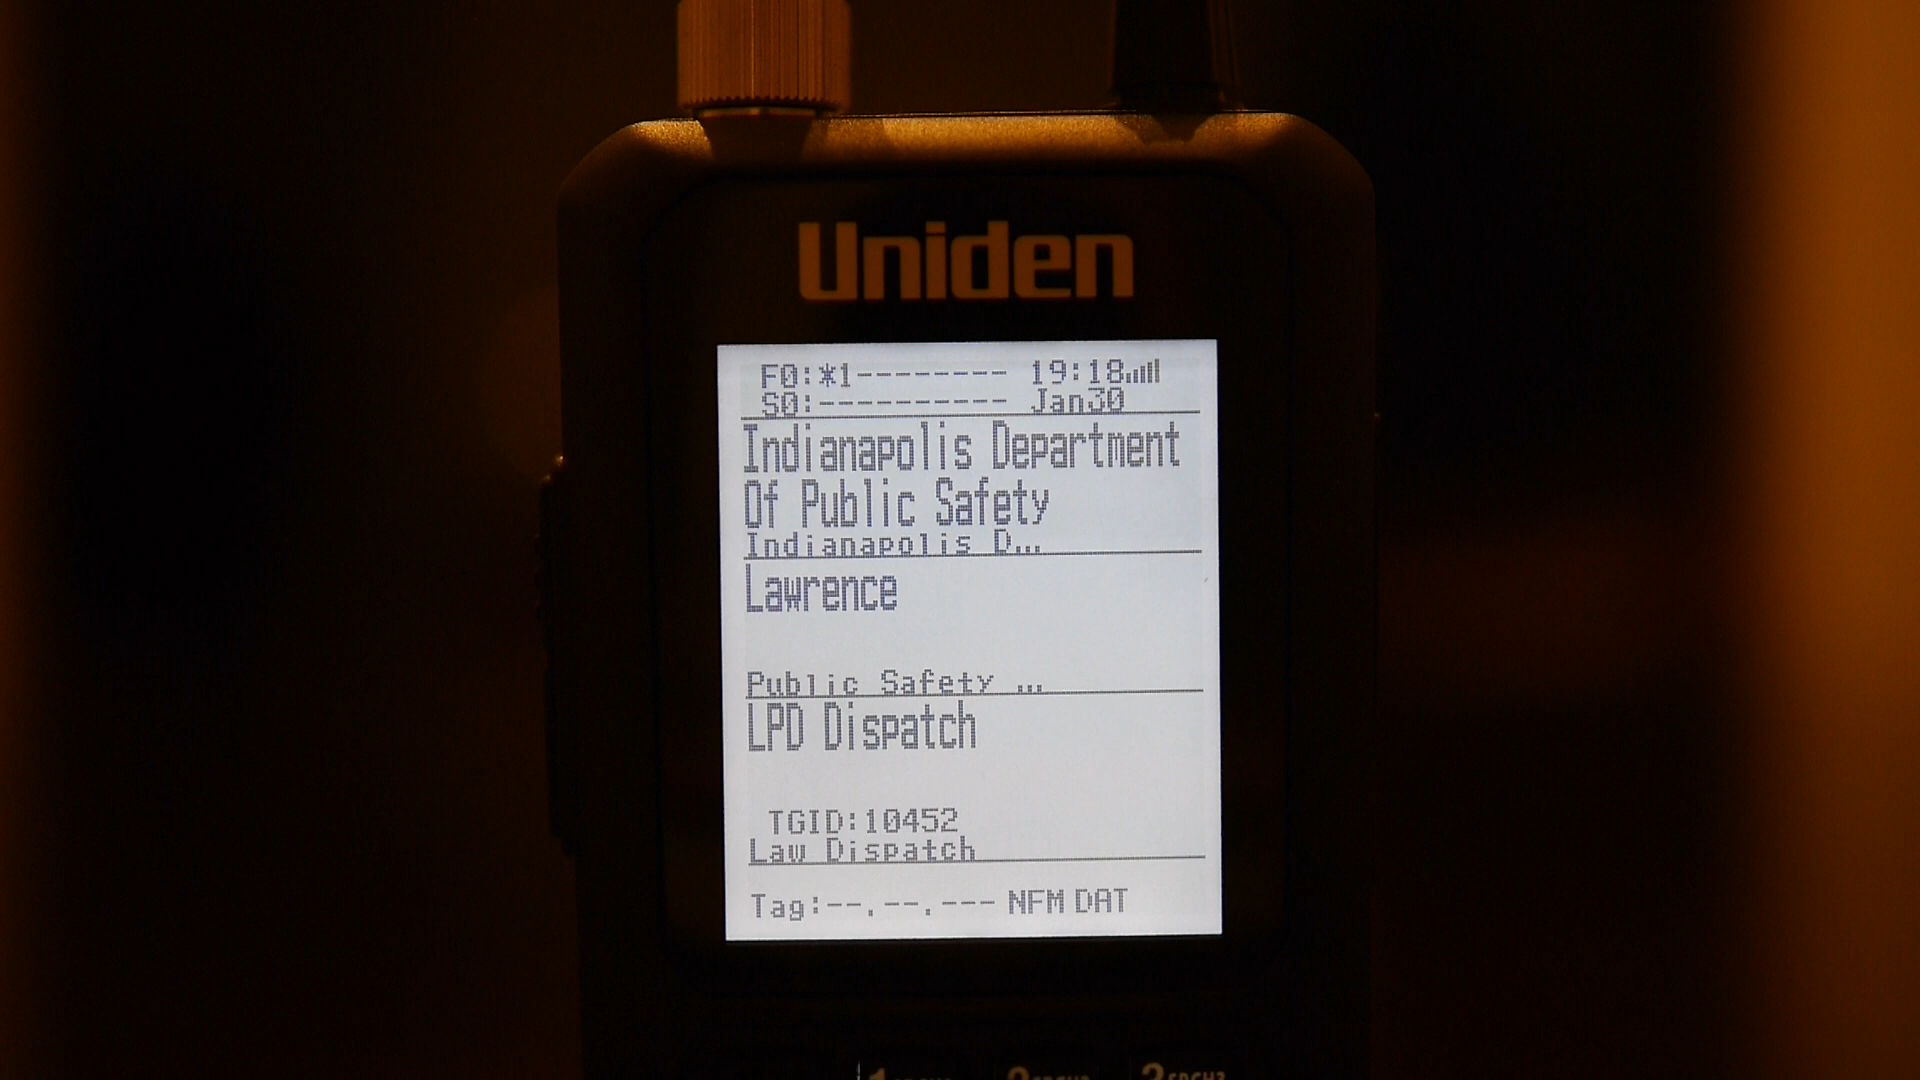 Uniden
F0:*1-------- 19:18
S0:---------- Jan30
Indianapolis Department
Of Public Safety
Indianapolis D...
Lawrence
Public Safety ...
LPD Dispatch
TGID:10452
Law Dispatch
Tag:--.--.--- NFM DAT